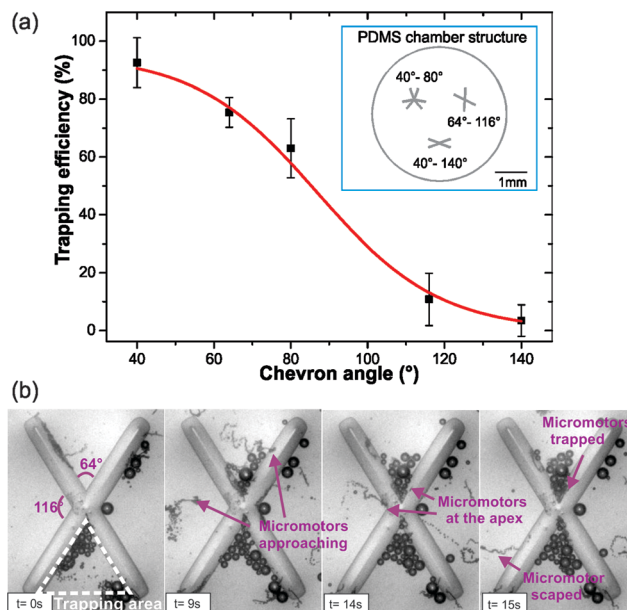 (a)
Trapping efficiency (%)
100
80
60
40
20
0
40
60
80
100
120
140
Chevron angle (°)
PDMS chamber structure
40°- 80°
64°- 116°
40°- 140°
1mm
(b)
64°
116°
Trapping area
t= 0s
Micromotors
approaching
t= 9s
Micromotors
at the apex
t= 14s
Micromotors
trapped
Micromotor
scaped
t= 15s